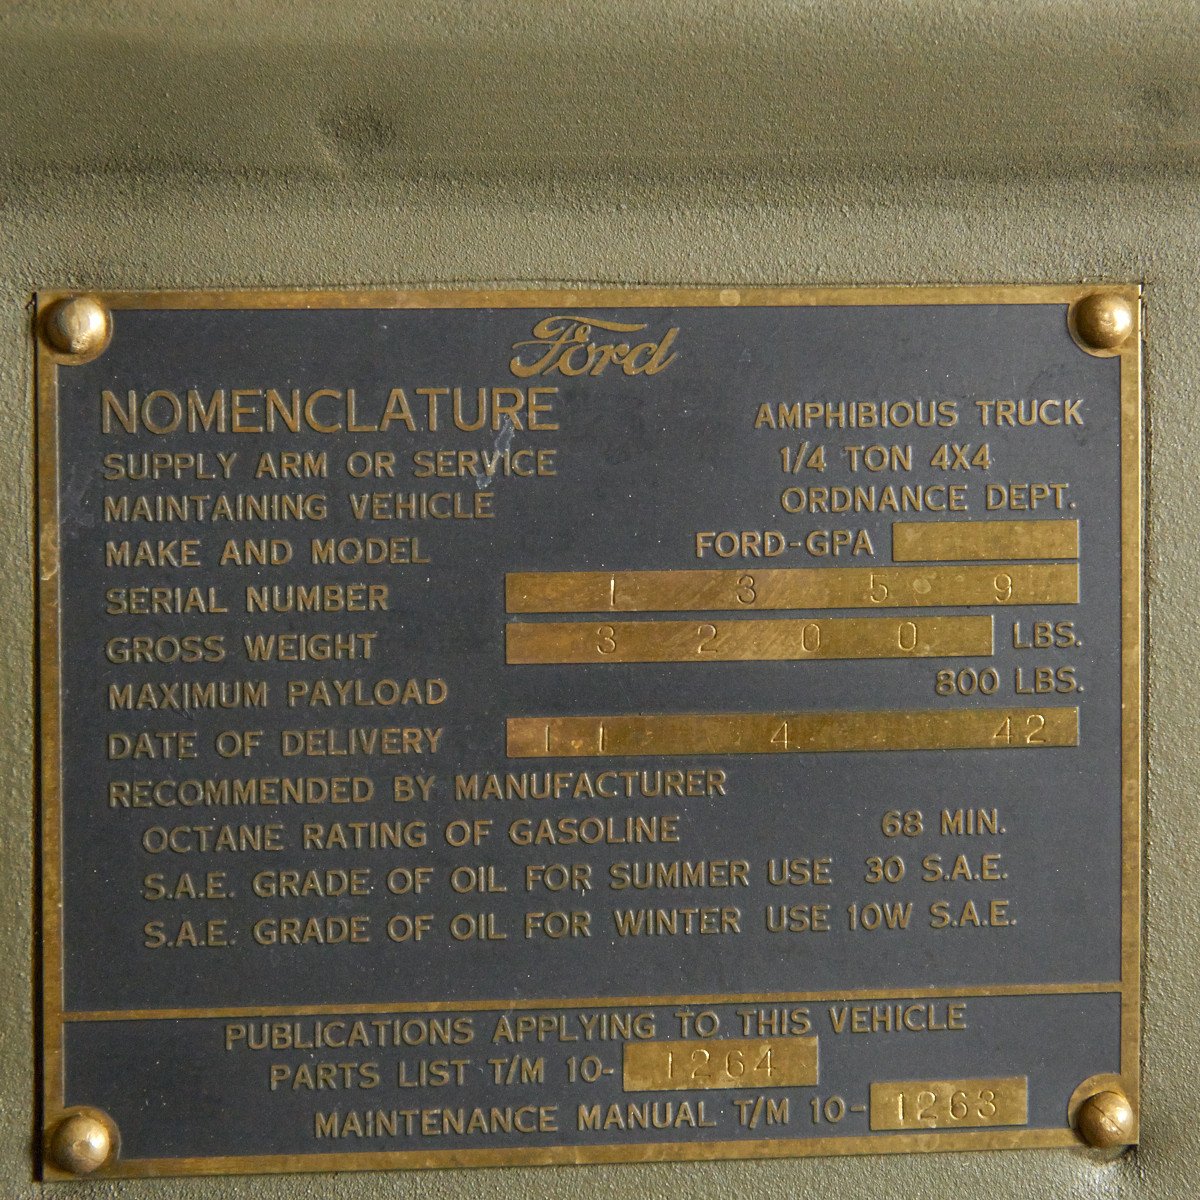 Ford
NOMENCLATURE AMPHIBIOUS TRUCK
1/4 TON 4X4
SUPPLY ARM OR SERVICE
MAINTAINING VEHICLE ORDNANCE DEPT.
MAKE AND MODEL FORD-GPA
SERIAL NUMBER 1 3 5 9
GROSS WEIGHT 3 2 0 0 LBS.
MAXIMUM PAYLOAD 800 LBS.
DATE OF DELIVERY 11 4 42
RECOMMENDED BY MANUFACTURER
OCTANE RATING OF GASOLINE 68 MIN.
S.A.E. GRADE OF OIL FOR SUMMER USE 30 S.A.E.
S.A.E. GRADE OF OIL FOR WINTER USE 10W S.A.E.
PUBLICATIONS APPLYING TO THIS VEHICLE
PARTS LIST T/M 10-1264
MAINTENANCE MANUAL T/M 10-1263